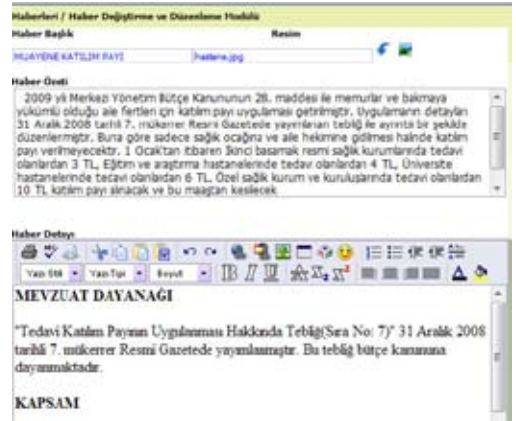 Haberleri / Haber Değiştirme ve Düzenleme Modülü
Haber Başlık Resim
MUAYENE KATILIM PAYI hastane.jpg
Haber Özeti
2009 yılı Merkezi Yönetim Bütçe Kanununun 28. maddesi ile memurlar ve bakmaya
yükümlü olduğu aile fertleri için katılım payı uygulaması getirilmiştir. Uygulamanın detayları
31 Aralık 2008 tarihli 7. mükerrer Resmi Gazetede yayımlanan tebliğ ile ayrıntılı bir şekilde
düzenlenmiştir. Buna göre sadece sağlık ocağına ve aile hekimine gidilmesi halinde katılım
payı verilmeyecektir. 1 Ocak'tan itibaren İkinci basamak resmi sağlık kurumlarında tedavi
olanlardan 3 TL, Eğitim ve araştırma hastanelerinde tedavi olanlardan 4 TL, Üniversite
hastanelerinde tedavi olanlardan 6 TL, Özel sağlık kurum ve kuruluşlarında tedavi olanlardan
10 TL katılım payı alınacak ve bu maaştan kesilecek
Haber Detayı
Yazı Stili Yazı Tipi Boyut
MEVZUAT DAYANAĞI
"Tedavi Katılım Payının Uygulanması Hakkında Tebliğ(Sıra No: 7)" 31 Aralık 2008
tarihli 7. mükerrer Resmi Gazetede yayımlanmıştır. Bu tebliğ bütçe kanununa
dayanmaktadır.
KAPSAM